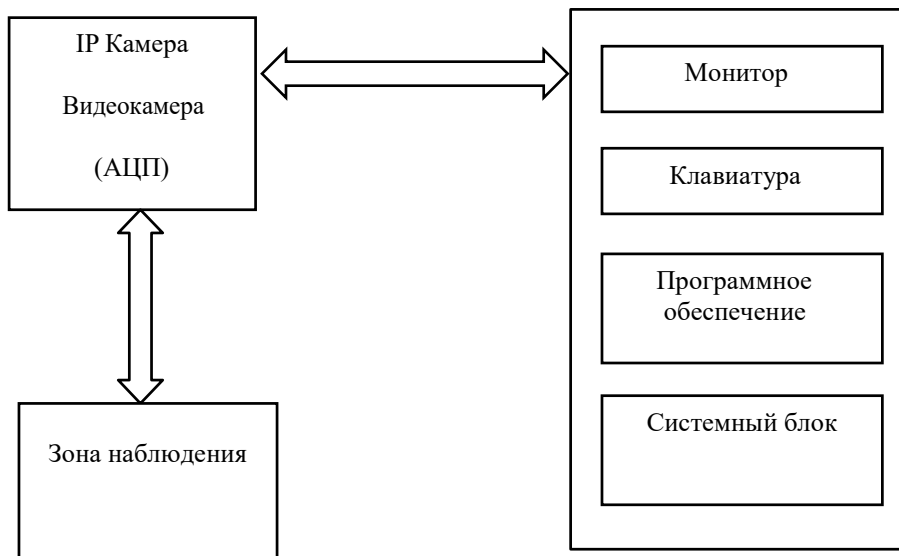 IP Камера
Видеокамера
(АЦП)
Зона наблюдения
Монитор
Клавиатура
Программное
обеспечение
Системный блок